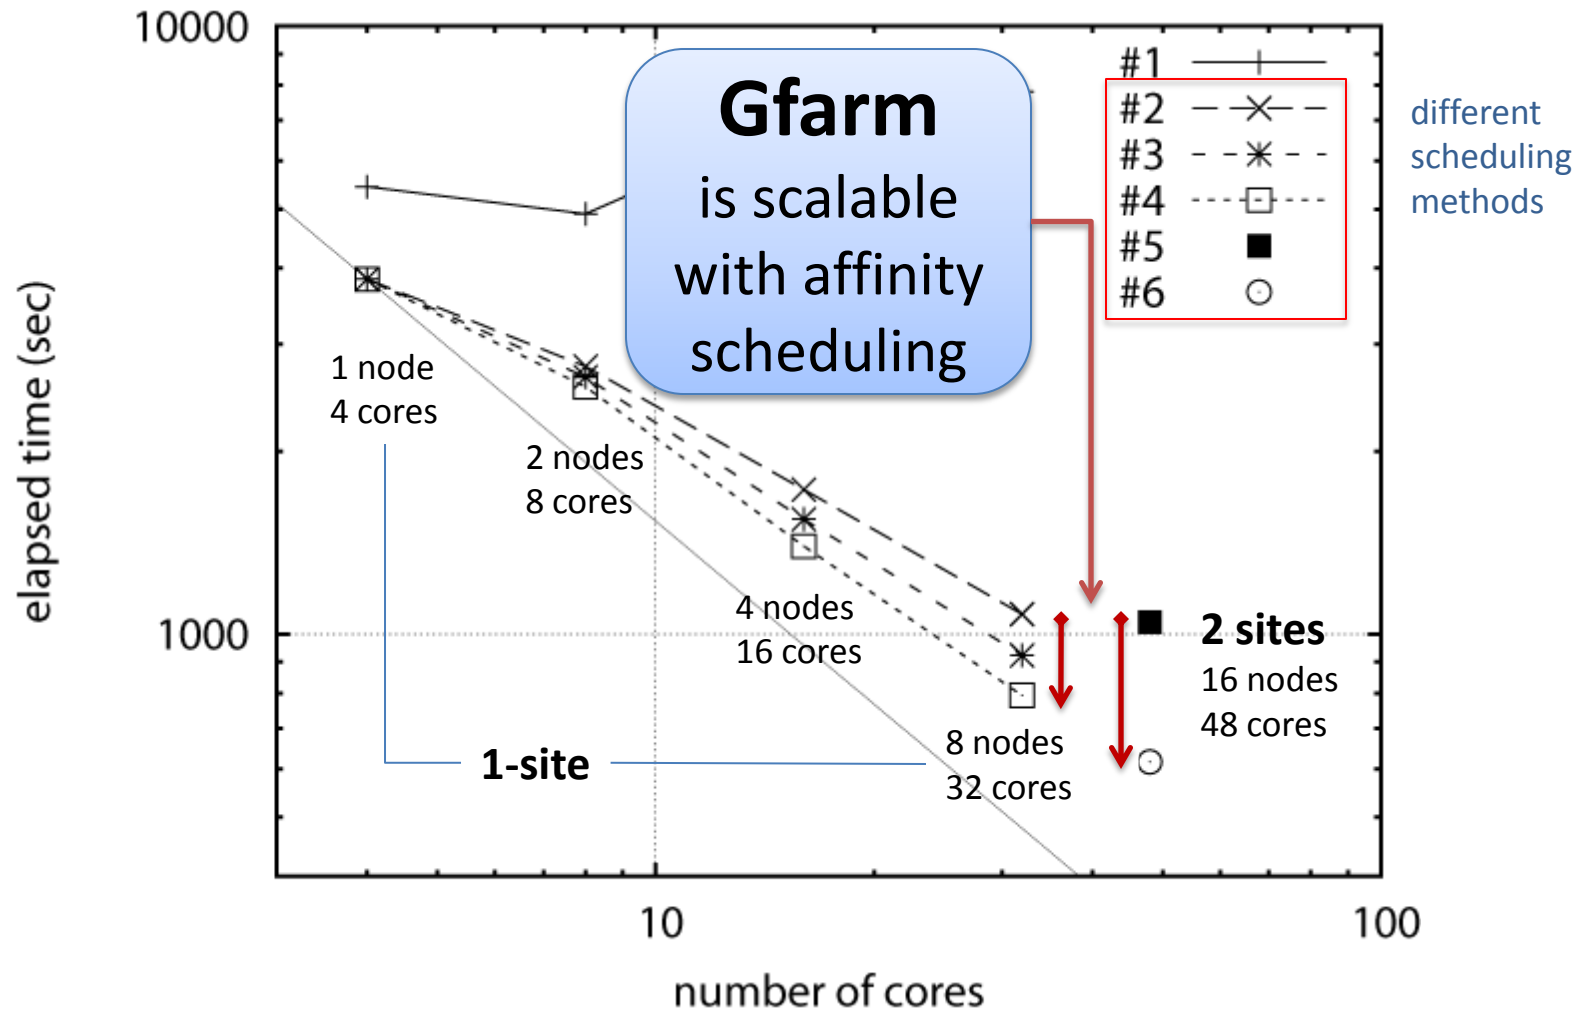 10000
1000
elapsed time (sec)
10
100
number of cores
Gfarm
is scalable
with affinity
scheduling
#1
#2
#3
#4
#5
#6
different
scheduling
methods
1 node
4 cores
2 nodes
8 cores
4 nodes
16 cores
8 nodes
32 cores
1-site
2 sites
16 nodes
48 cores